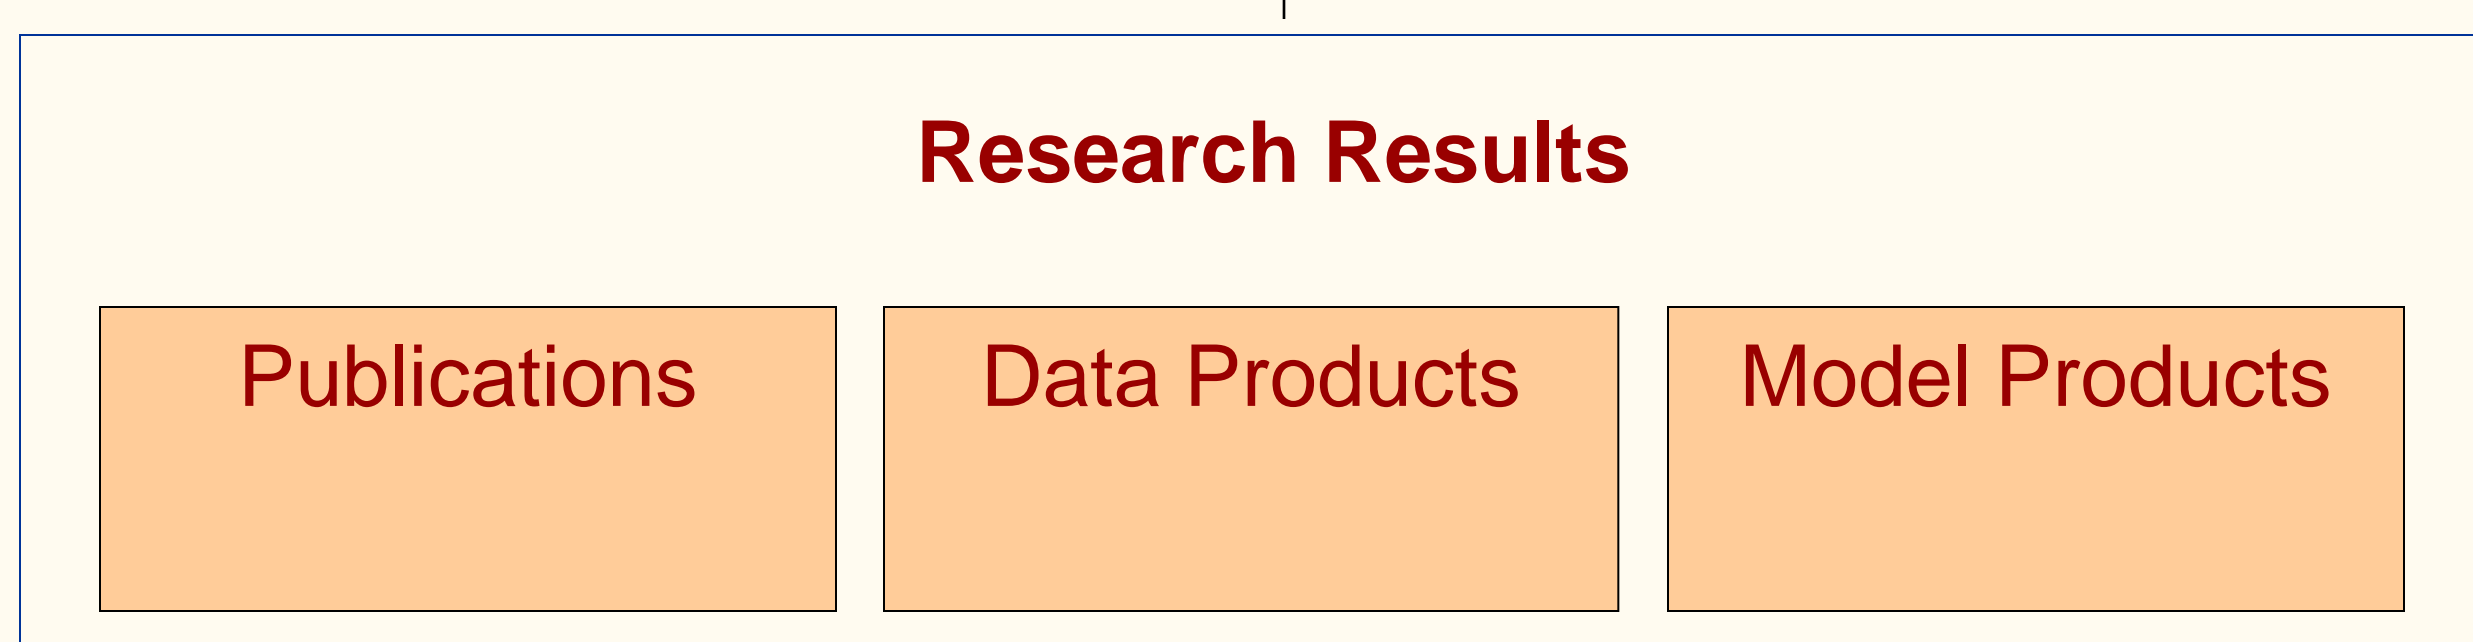 Research Results
Publications
Data Products
Model Products